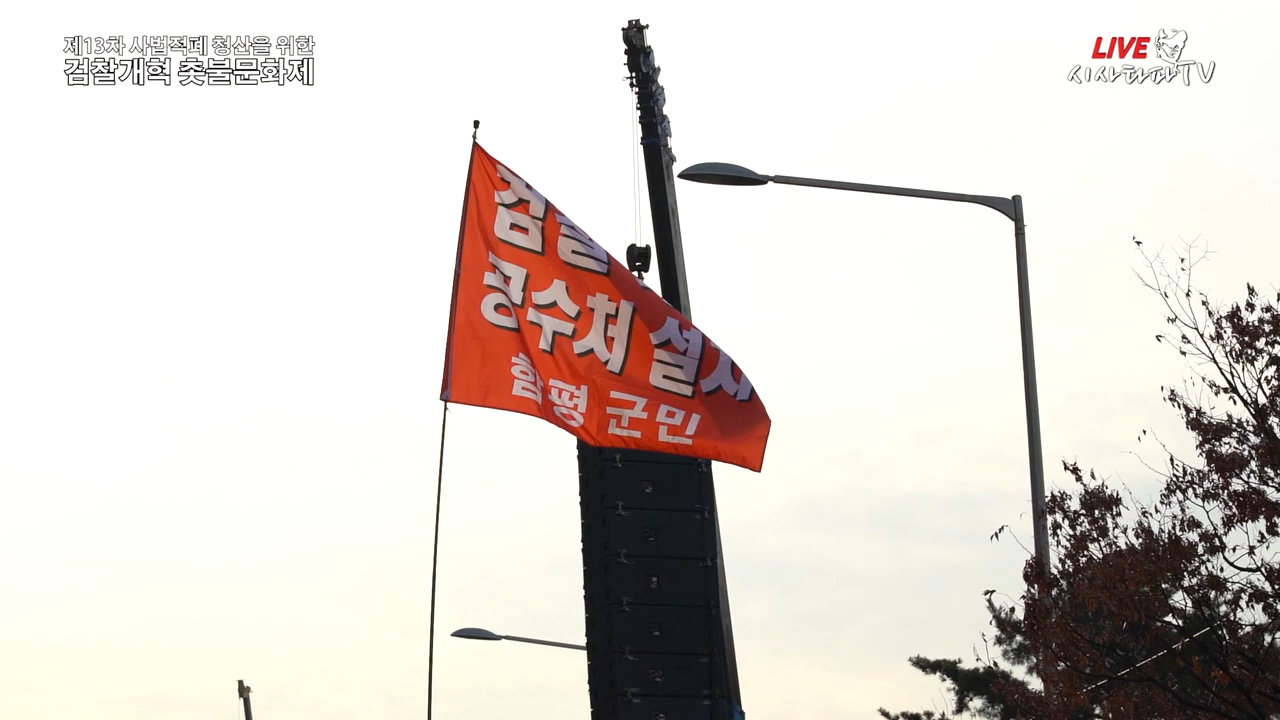 제13차 사법적폐 청산을 위한
검찰개혁 촛불문화제
LIVE
시사타파TV
검찰
공수처 설치
함평 군민